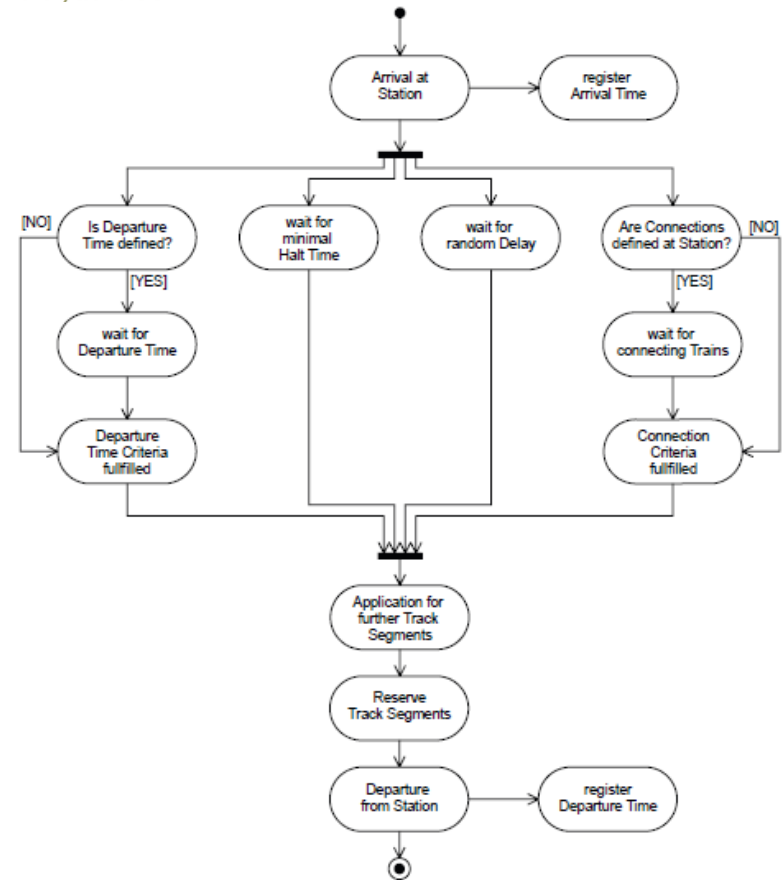 Arrival at
Station
register
Arrival Time
[NO]
Is Departure
Time defined?
wait for
minimal
Halt Time
wait for
random Delay
Are Connections
defined at Station?
[NO]
[YES]
[YES]
wait for
Departure Time
wait for
connecting Trains
Departure
Time Criteria
fullfilled
Connection
Criteria
fullfilled
Application for
further Track
Segments
Reserve
Track Segments
Departure
from Station
register
Departure Time